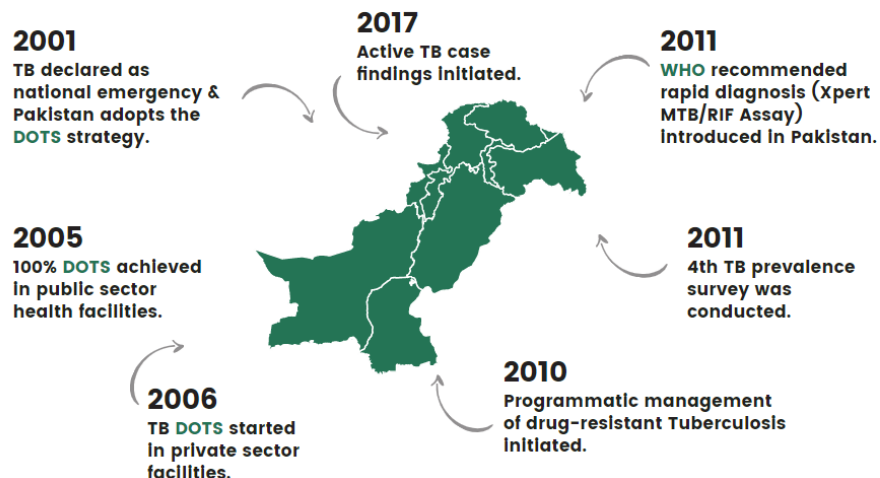 2001
TB declared as
national emergency &
Pakistan adopts the
DOTS strategy.
2017
Active TB case
findings initiated.
2011
WHO recommended
rapid diagnosis (Xpert
MTB/RIF Assay)
introduced in Pakistan.
2005
100% DOTS achieved
in public sector
health facilities.
2011
4th TB prevalence
survey was
conducted.
2006
TB DOTS started
in private sector
facilities.
2010
Programmatic management
of drug-resistant Tuberculosis
initiated.